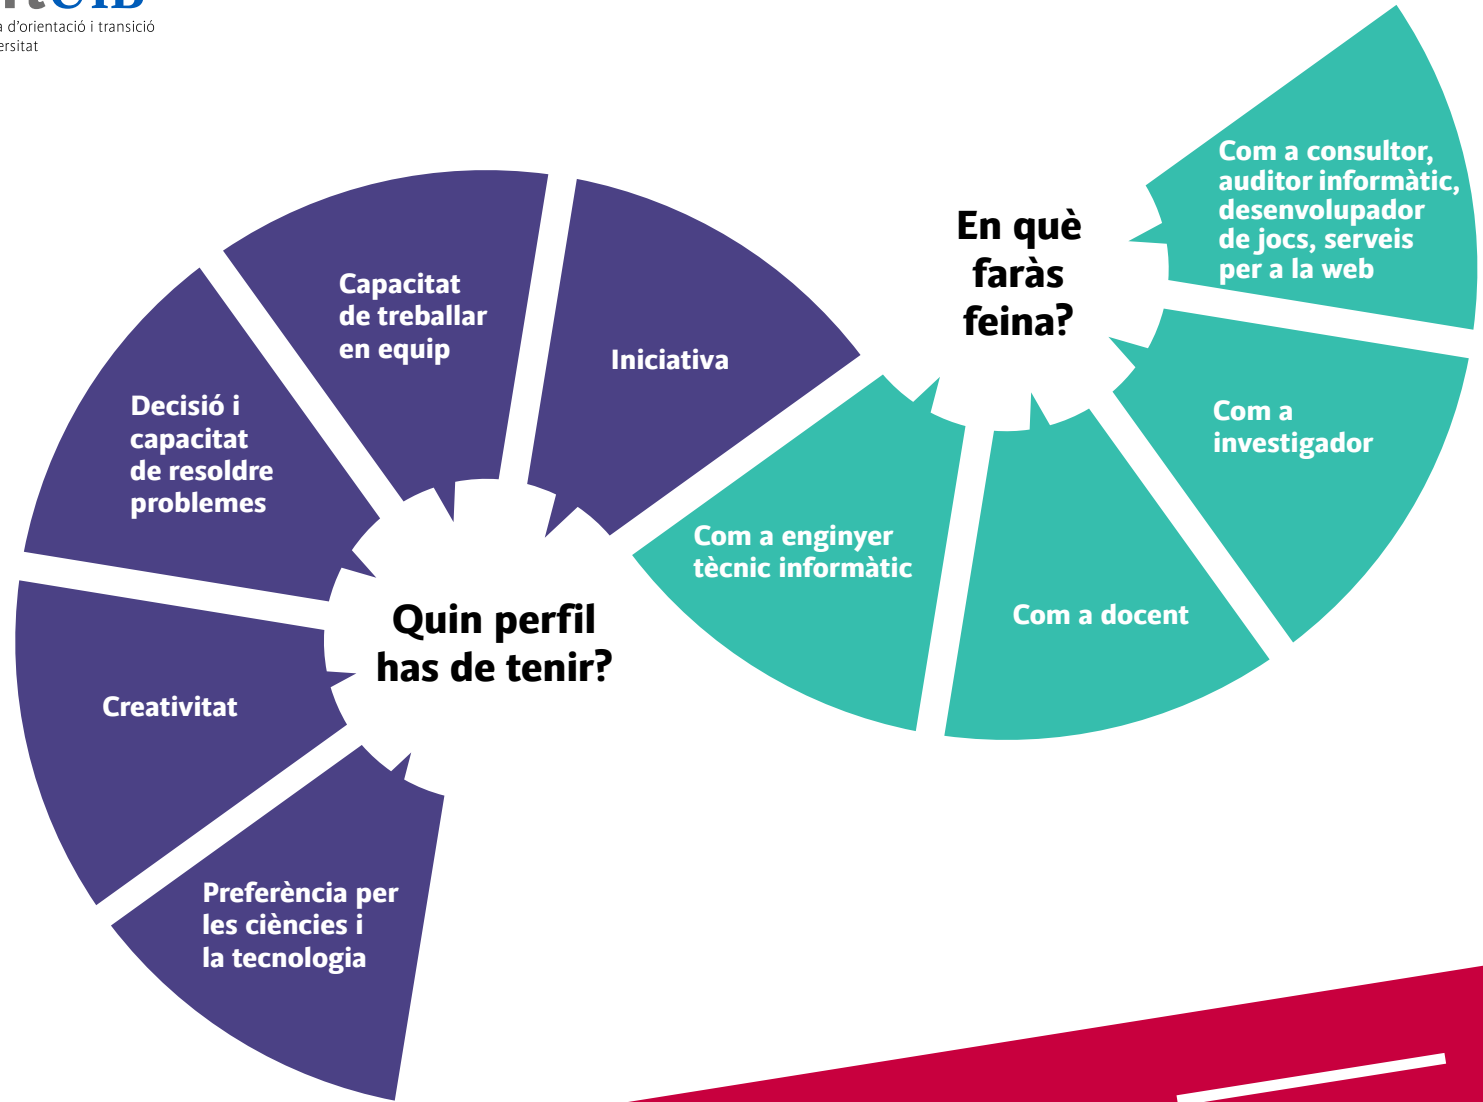 UIB
d'orientació i transició
Capacitat
de treballar
en equip
Iniciativa
Decisió i
capacitat
de resoldre
problemes
Creativitat
Preferència per
les ciències i
la tecnologia
Quin perfil
has de tenir?
En què
faràs
feina?
Com a consultor,
auditor informàtic,
desenvolupador
de jocs, serveis
per a la web
Com a
investigador
Com a docent
Com a enginyer
tècnic informàtic